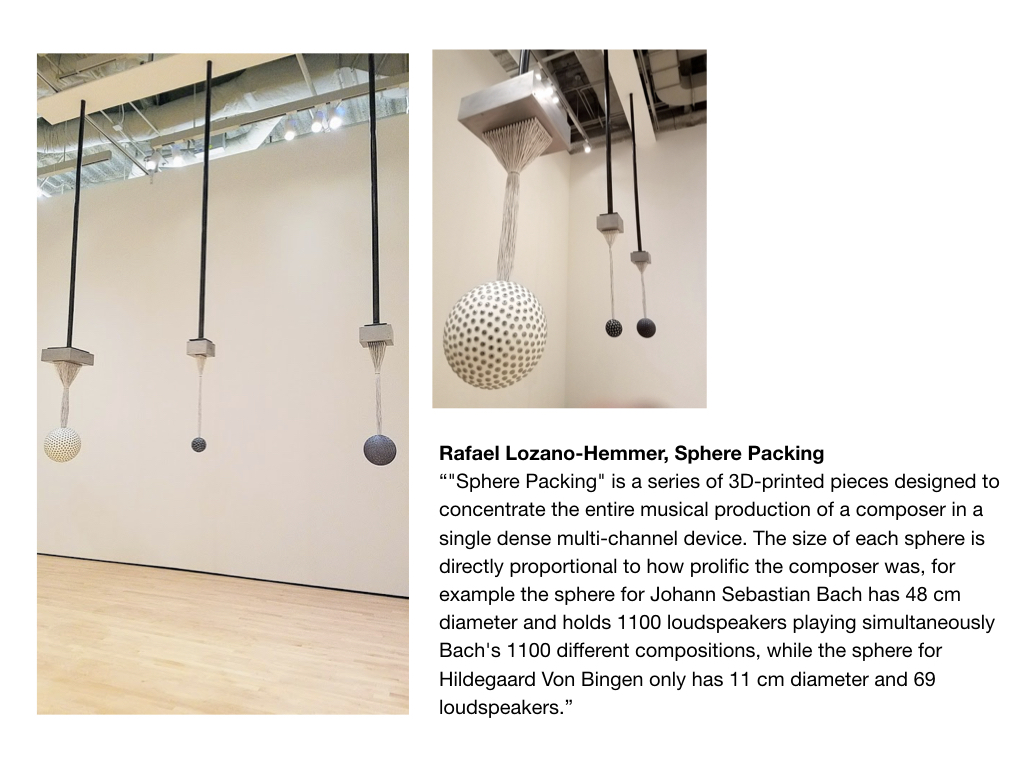 Rafael Lozano-Hemmer, Sphere Packing
“"Sphere Packing" is a series of 3D-printed pieces designed to
concentrate the entire musical production of a composer in a
single dense multi-channel device. The size of each sphere is
directly proportional to how prolific the composer was, for
example the sphere for Johann Sebastian Bach has 48 cm
diameter and holds 1100 loudspeakers playing simultaneously
Bach's 1100 different compositions, while the sphere for
Hildegaard Von Bingen only has 11 cm diameter and 69
loudspeakers.”